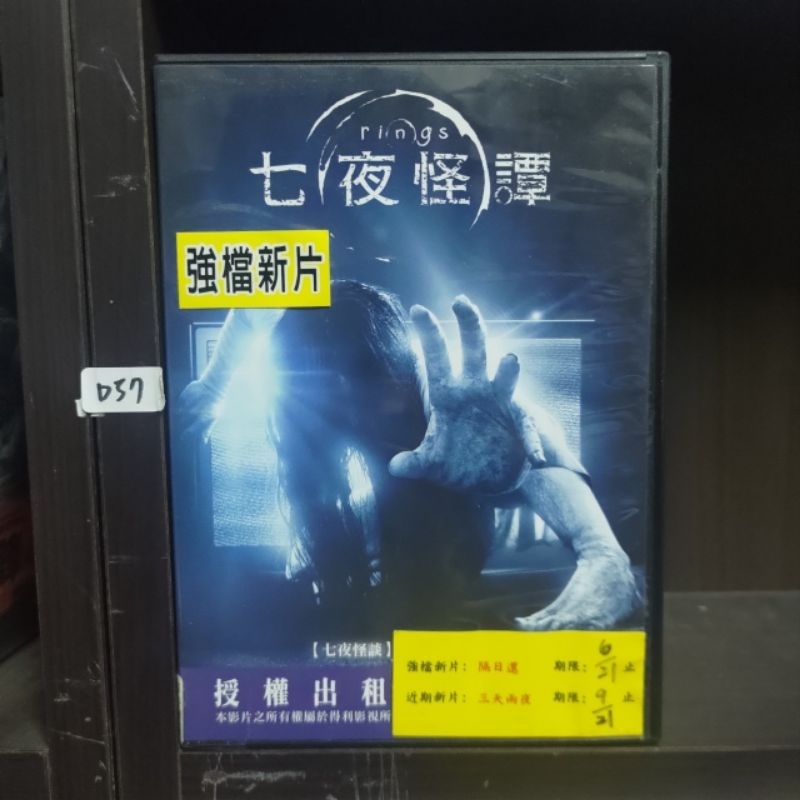 rings
七夜怪譚
強檔新片
D57
【七夜怪談】
授權出租
本影片之所有權屬於得利影視所
強檔新片： 隔日還 期限： 6/21 止
近期新片： 三天兩夜 期限： 9/21 止